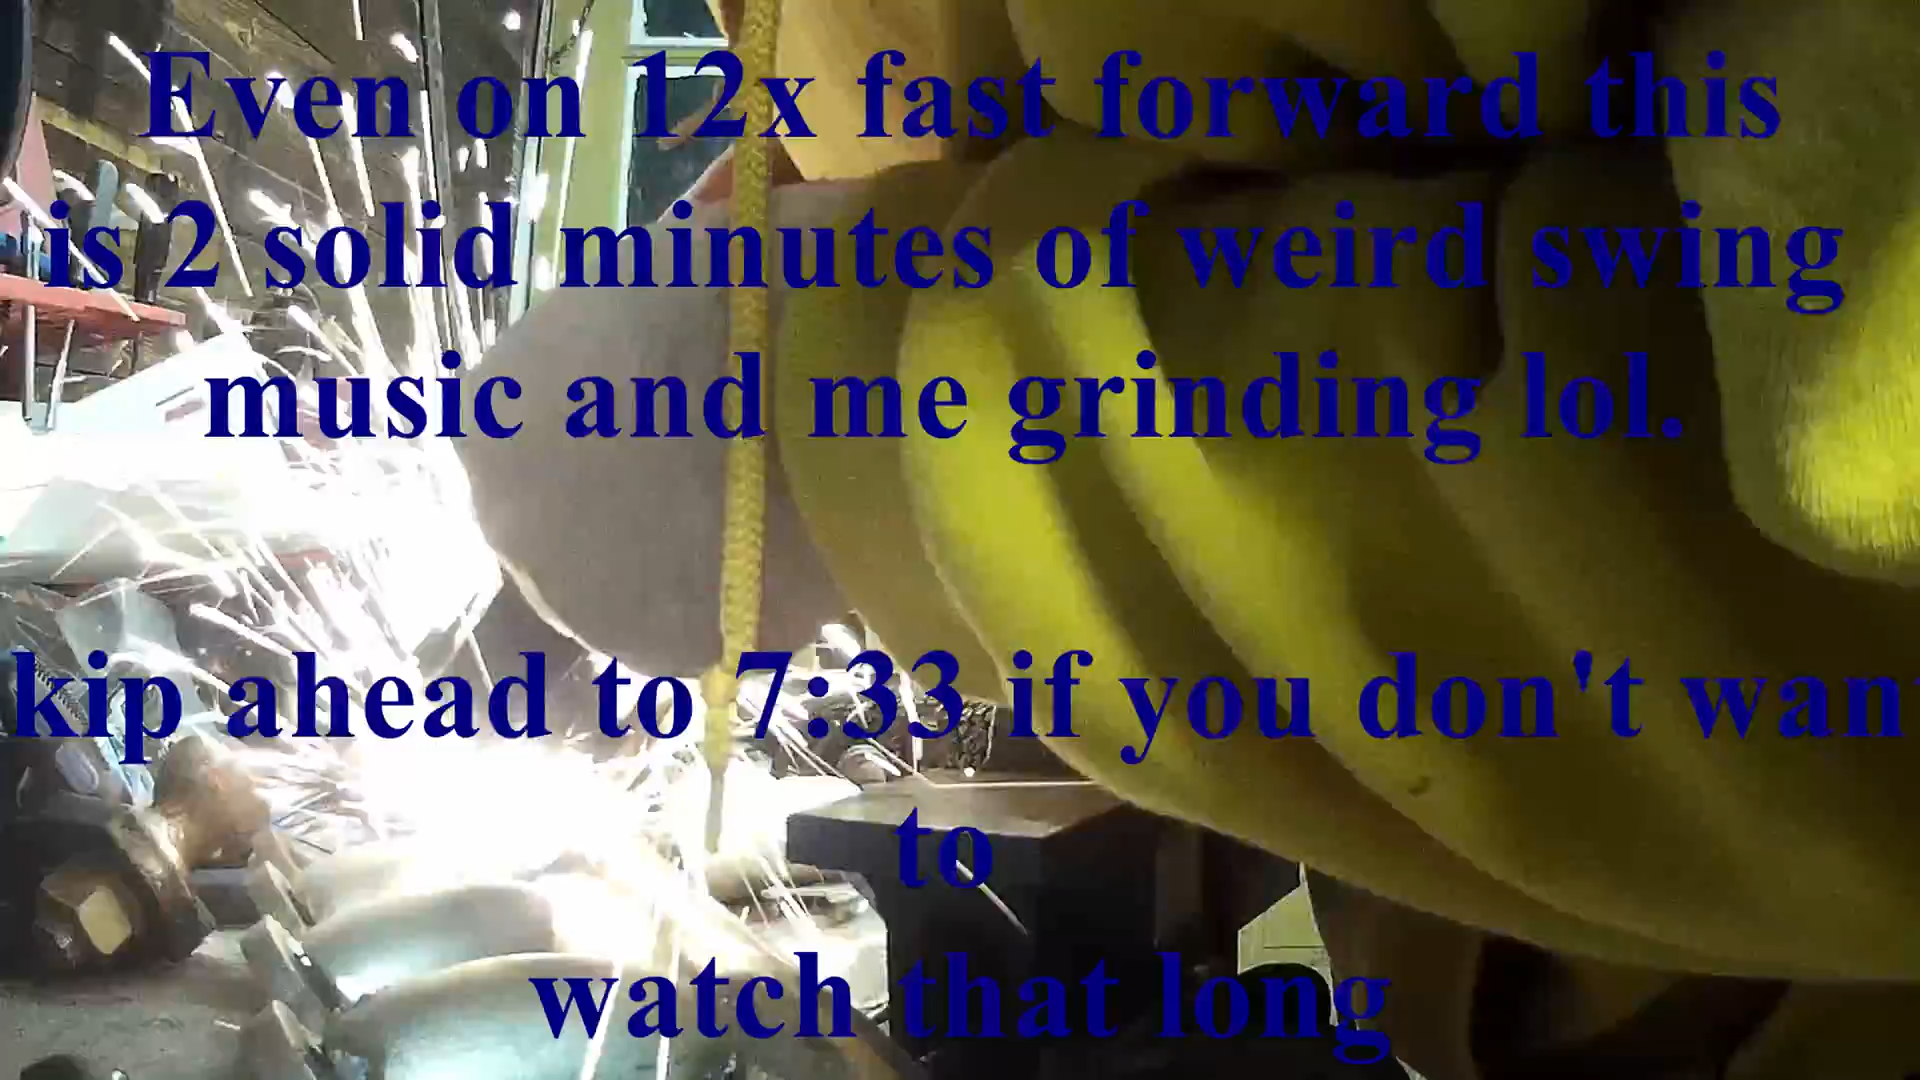 Even on 12x fast forward this
is 2 solid minutes of weird swing
music and me grinding lol.
kip ahead to 7:33 if you don't wan
to
watch that long